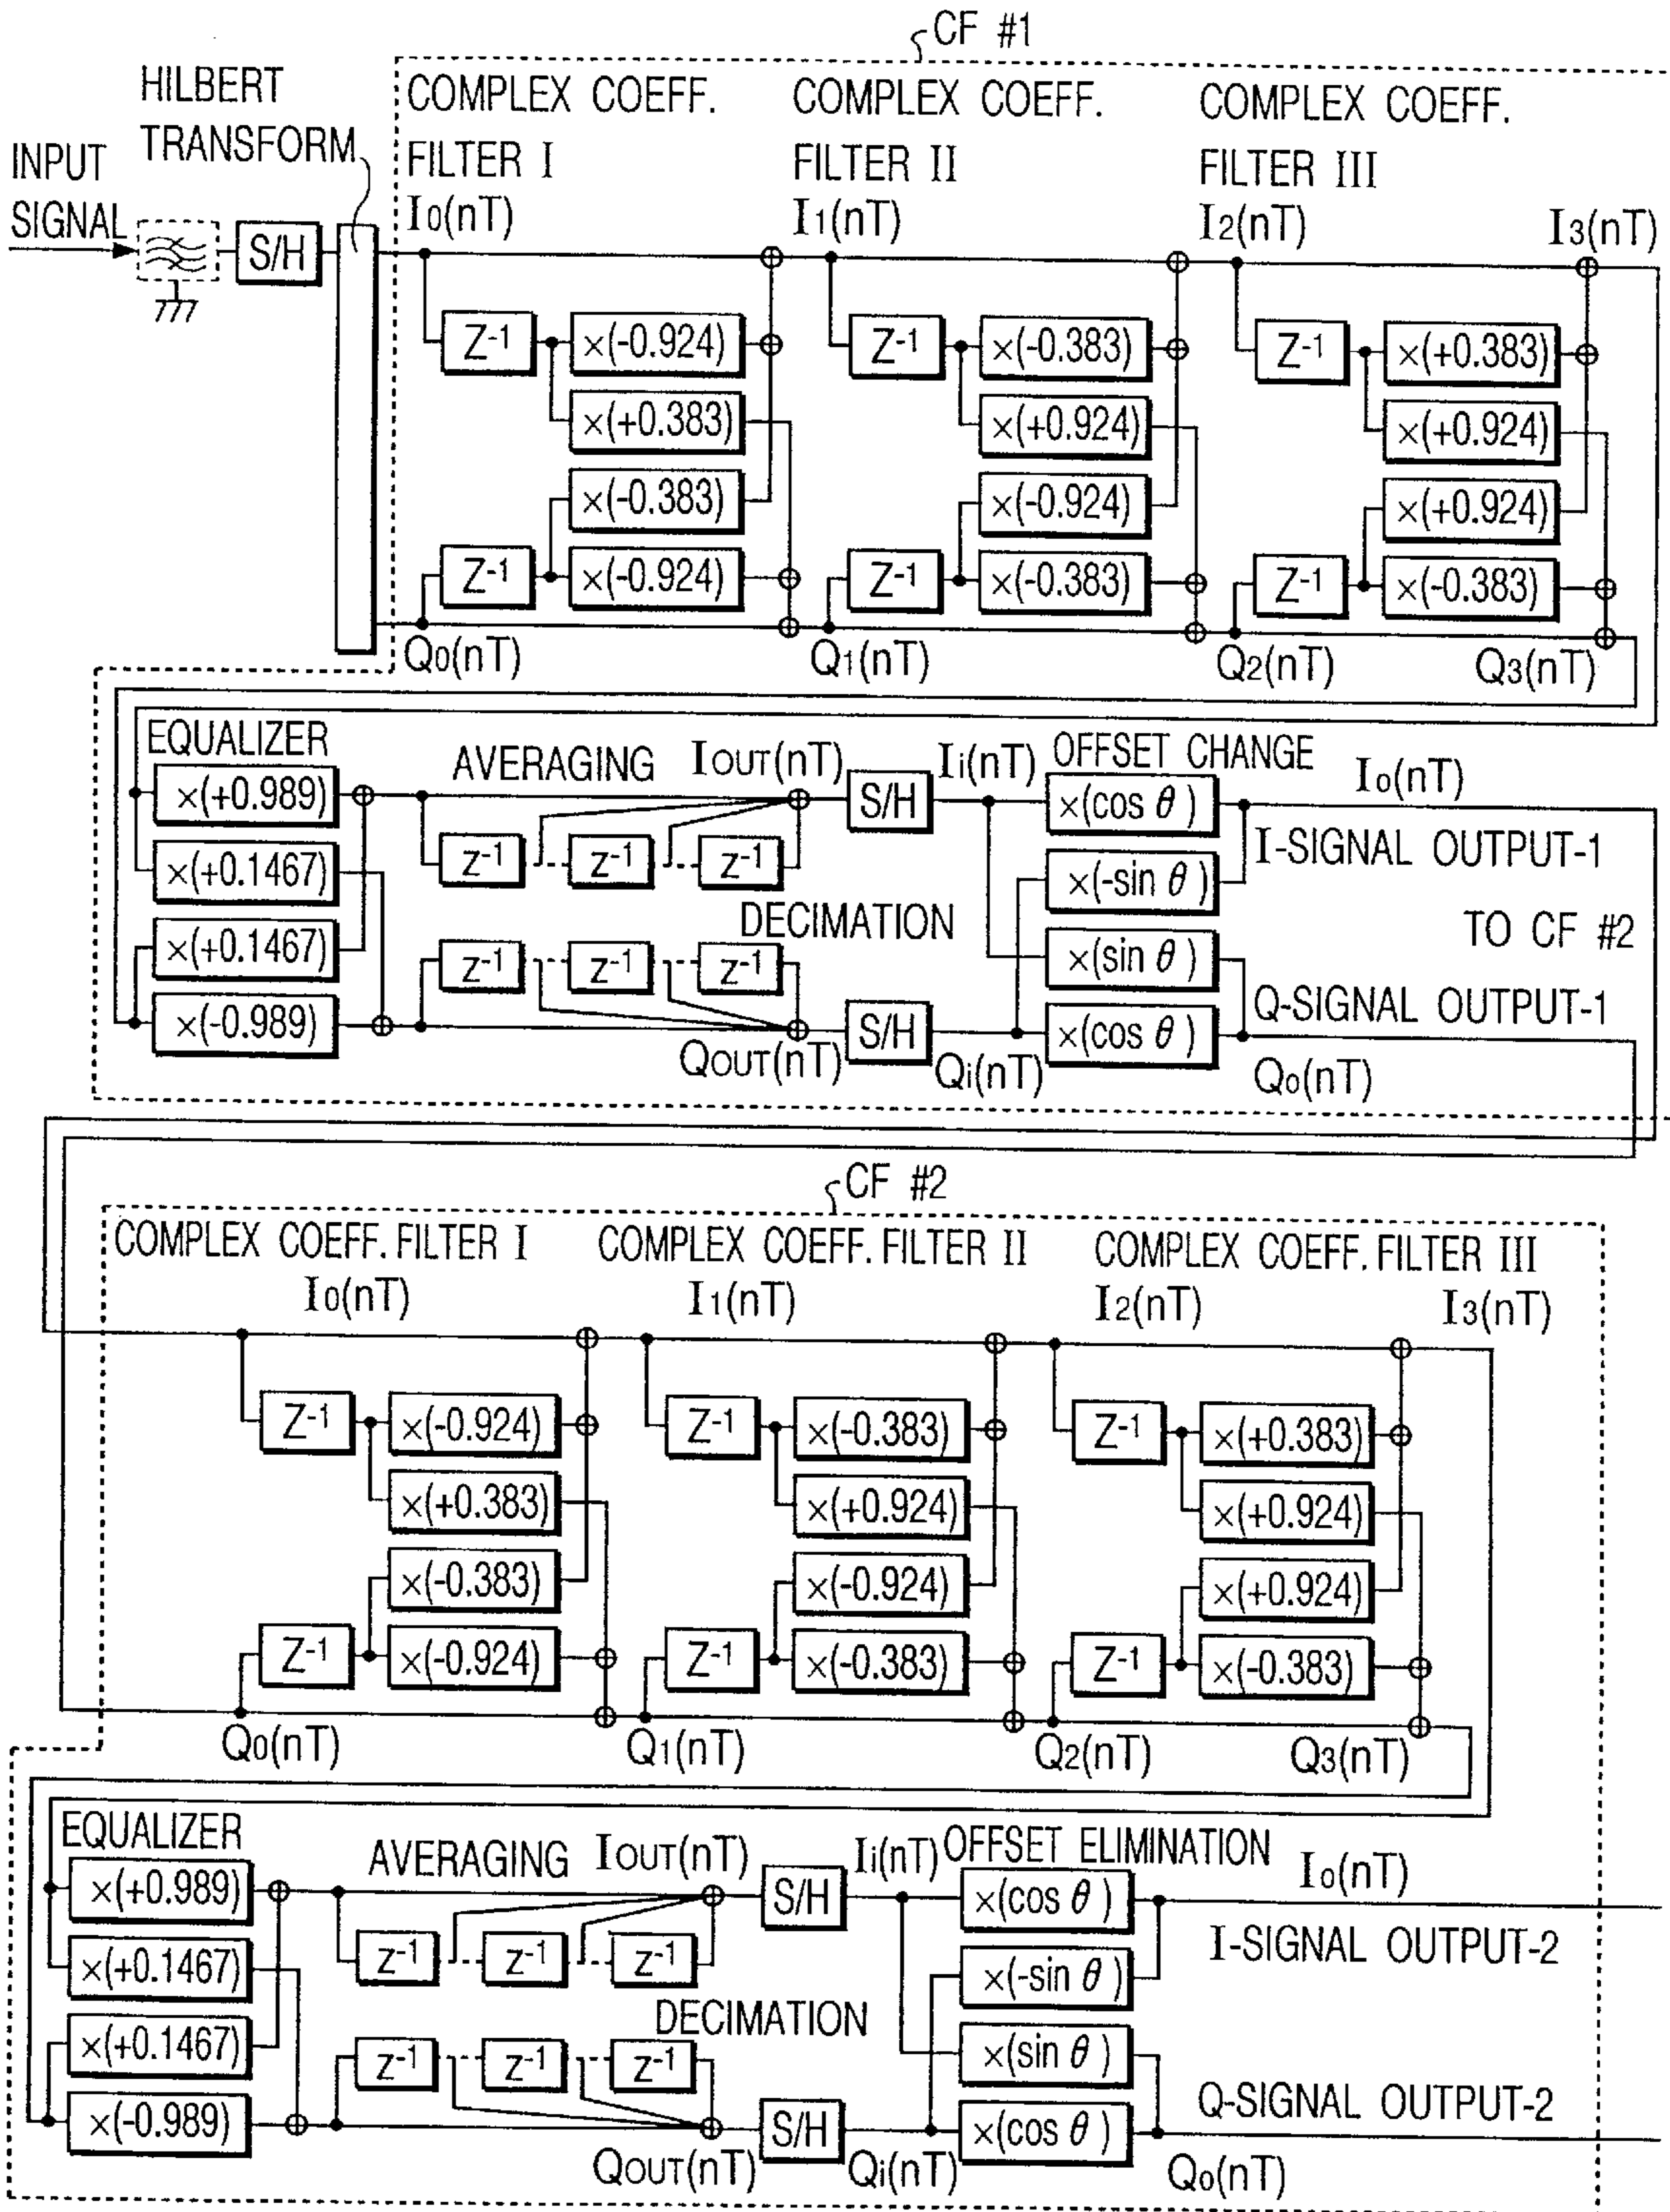 CF #1
HILBERT
TRANSFORM
INPUT
SIGNAL
S/H
COMPLEX COEFF.
FILTER I
COMPLEX COEFF.
FILTER II
COMPLEX COEFF.
FILTER III
I0(nT)
I1(nT)
I2(nT)
I3(nT)
Z-1
×(-0.924)
×(+0.383)
×(-0.383)
Z-1
×(-0.924)
Z-1
×(-0.383)
×(+0.924)
×(-0.924)
Z-1
×(-0.383)
Z-1
×(+0.383)
×(+0.924)
×(+0.924)
Z-1
×(-0.383)
Q0(nT)
Q1(nT)
Q2(nT)
Q3(nT)
EQUALIZER
×(+0.989)
×(+0.1467)
×(+0.1467)
×(-0.989)
AVERAGING
IOUT(nT)
z-1
z-1
z-1
DECIMATION
z-1
z-1
z-1
QOUT(nT)
S/H
S/H
Ii(nT)
Qi(nT)
OFFSET CHANGE
×(cos θ )
×(-sin θ )
×(sin θ )
×(cos θ )
Io(nT)
I-SIGNAL OUTPUT-1
TO CF #2
Q-SIGNAL OUTPUT-1
Qo(nT)
CF #2
COMPLEX COEFF. FILTER I
COMPLEX COEFF. FILTER II
COMPLEX COEFF. FILTER III
I0(nT)
I1(nT)
I2(nT)
I3(nT)
Z-1
×(-0.924)
×(+0.383)
×(-0.383)
Z-1
×(-0.924)
Z-1
×(-0.383)
×(+0.924)
×(-0.924)
Z-1
×(-0.383)
Z-1
×(+0.383)
×(+0.924)
×(+0.924)
Z-1
×(-0.383)
Q0(nT)
Q1(nT)
Q2(nT)
Q3(nT)
EQUALIZER
×(+0.989)
×(+0.1467)
×(+0.1467)
×(-0.989)
AVERAGING
IOUT(nT)
z-1
z-1
z-1
DECIMATION
z-1
z-1
z-1
QOUT(nT)
S/H
S/H
Ii(nT)
Qi(nT)
OFFSET ELIMINATION
×(cos θ )
×(-sin θ )
×(sin θ )
×(cos θ )
Io(nT)
I-SIGNAL OUTPUT-2
Q-SIGNAL OUTPUT-2
Qo(nT)